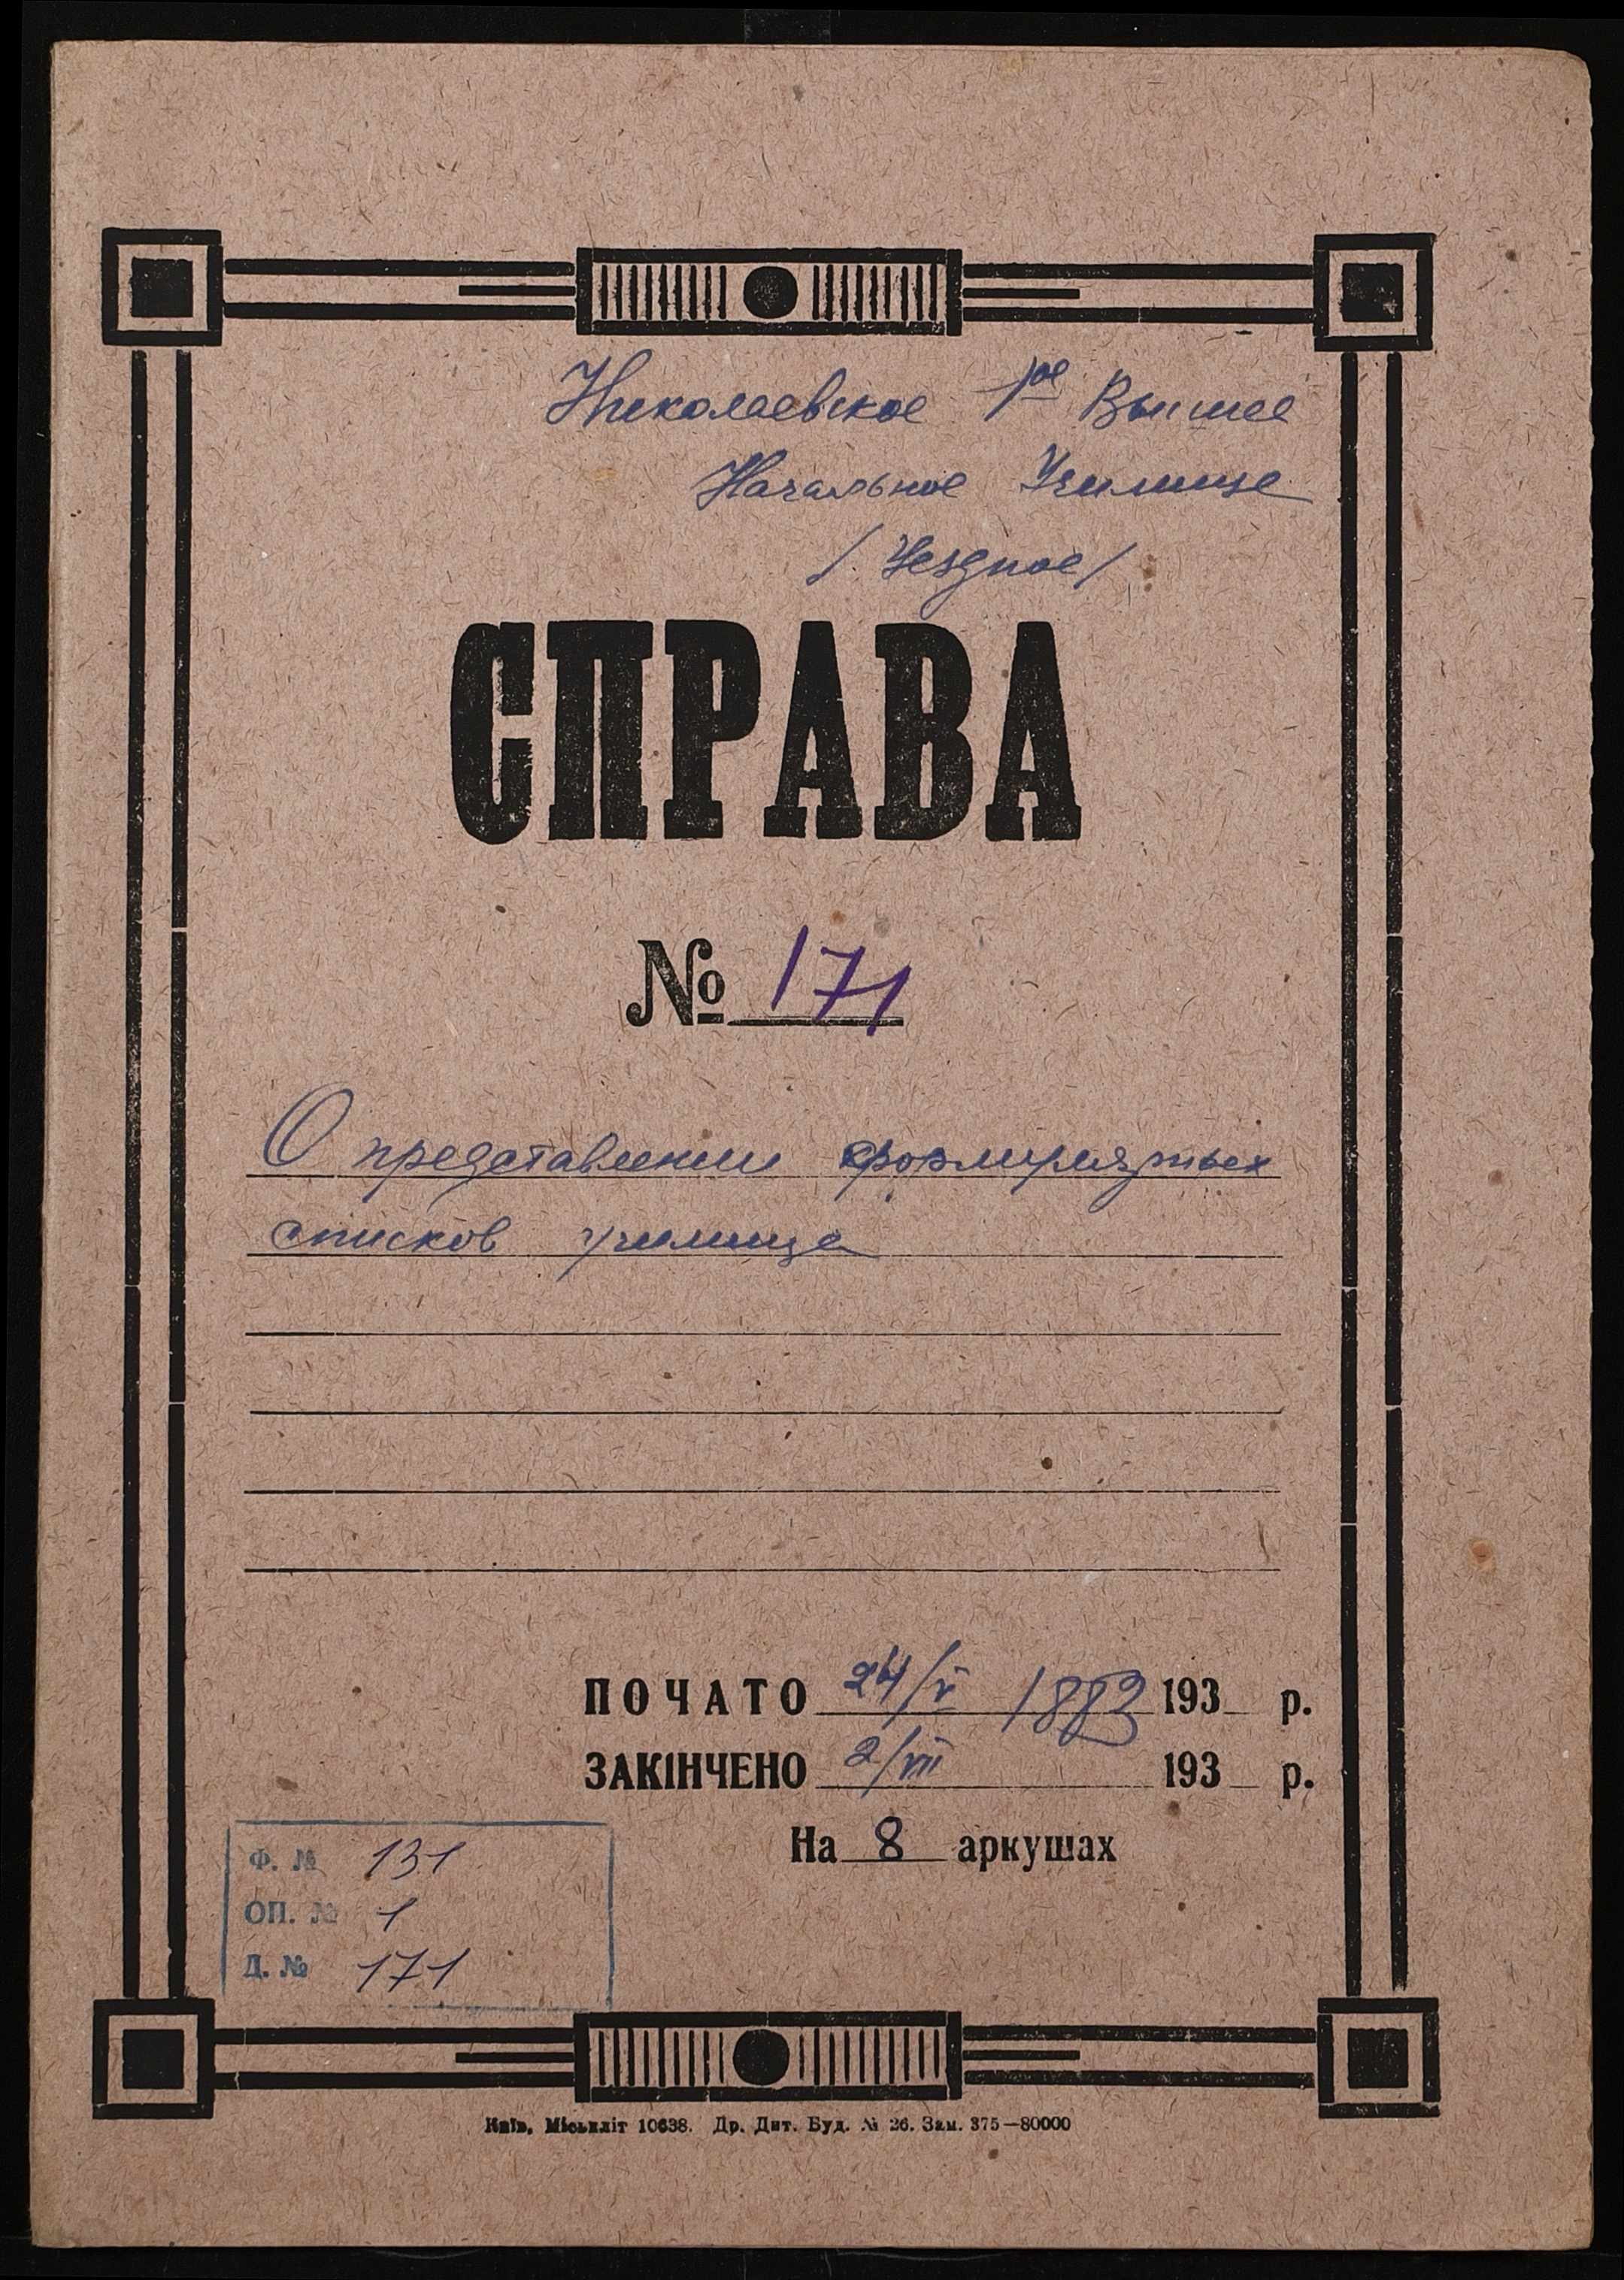 Николаевское 1ое Высшее
Начальное Училище
/Уездное/
СПРАВА
№ 171
О представлении формулярных
списков училища
ПОЧАТО 24/V 1883 193 р.
ЗАКІНЧЕНО 2/VII 193 р.
На 8 аркушах
Ф. № 131
ОП. № 1
Д. № 171
Київ, Міськліт 10638. Др. Дит. Буд. № 26. Зам. 375—80000